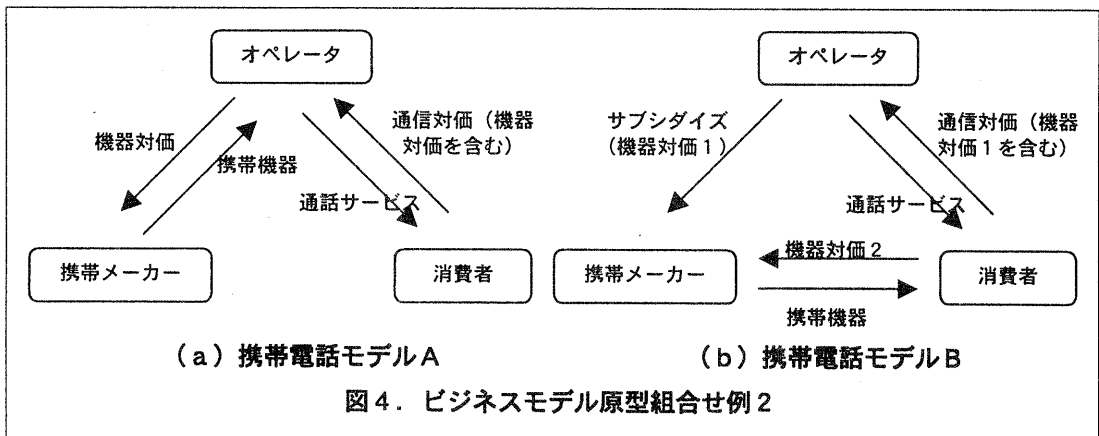 オペレータ
機器対価
携帯機器
通信対価（機器
対価を含む）
通話サービス
携帯メーカー
消費者
（a）携帯電話モデルA
オペレータ
サブシダイズ
（機器対価１）
通信対価（機器
対価１を含む）
通話サービス
機器対価２
携帯メーカー
消費者
携帯機器
（b）携帯電話モデルB
図４．ビジネスモデル原型組合せ例２